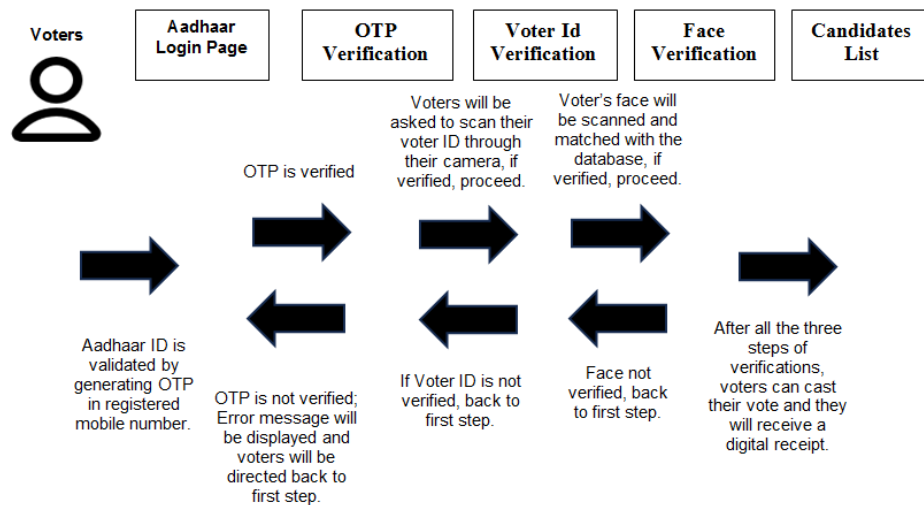 Voters
Aadhaar
Login Page
OTP
Verification
Voter Id
Verification
Face
Verification
Candidates
List
OTP is verified
Voters will be
asked to scan their
voter ID through
their camera, if
verified, proceed.
Voter's face will
be scanned and
matched with the
database, if
verified, proceed.
Aadhaar ID is
validated by
generating OTP
in registered
mobile number.
OTP is not verified;
Error message will
be displayed and
voters will be
directed back to
first step.
If Voter ID is not
verified, back to
first step.
Face not
verified, back
to first step.
After all the three
steps of
verifications,
voters can cast
their vote and they
will receive a
digital receipt.